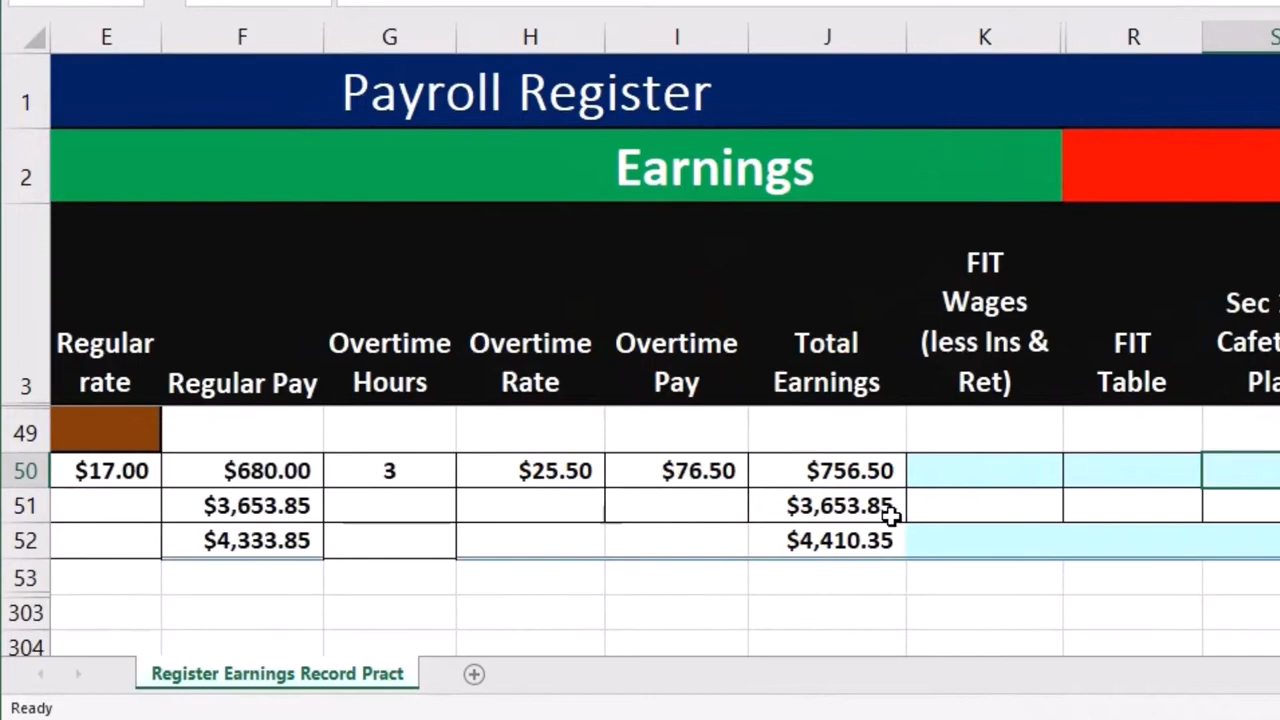 E F G H I J K R S
1 Payroll Register
2 Earnings
3 Regular rate Regular Pay Overtime Hours Overtime Rate Overtime Pay Total Earnings FIT Wages (less Ins & Ret) FIT Table Sec
49
50 $17.00 $680.00 3 $25.50 $76.50 $756.50
51 $3,653.85 $3,653.85
52 $4,333.85 $4,410.35
53
303
304
Register Earnings Record Pract
Ready